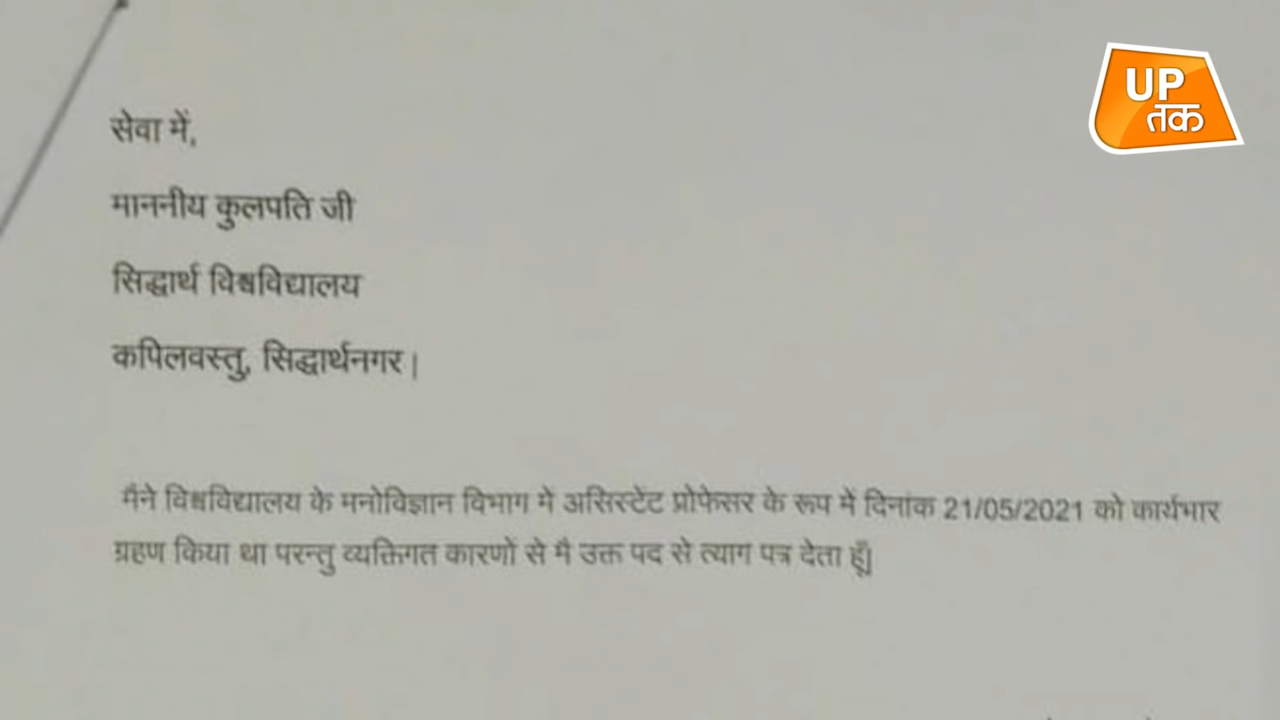 UP
तक
सेवा में,
माननीय कुलपति जी
सिद्धार्थ विश्वविद्यालय
कपिलवस्तु, सिद्धार्थनगर।
मैने विश्वविद्यालय के मनोविज्ञान विभाग में असिस्टेंट प्रोफेसर के रूप में दिनांक 21/05/2021 को कार्यभार
ग्रहण किया था परन्तु व्यक्तिगत कारणों से मै उक्त पद से त्याग पत्र देता हूँ|